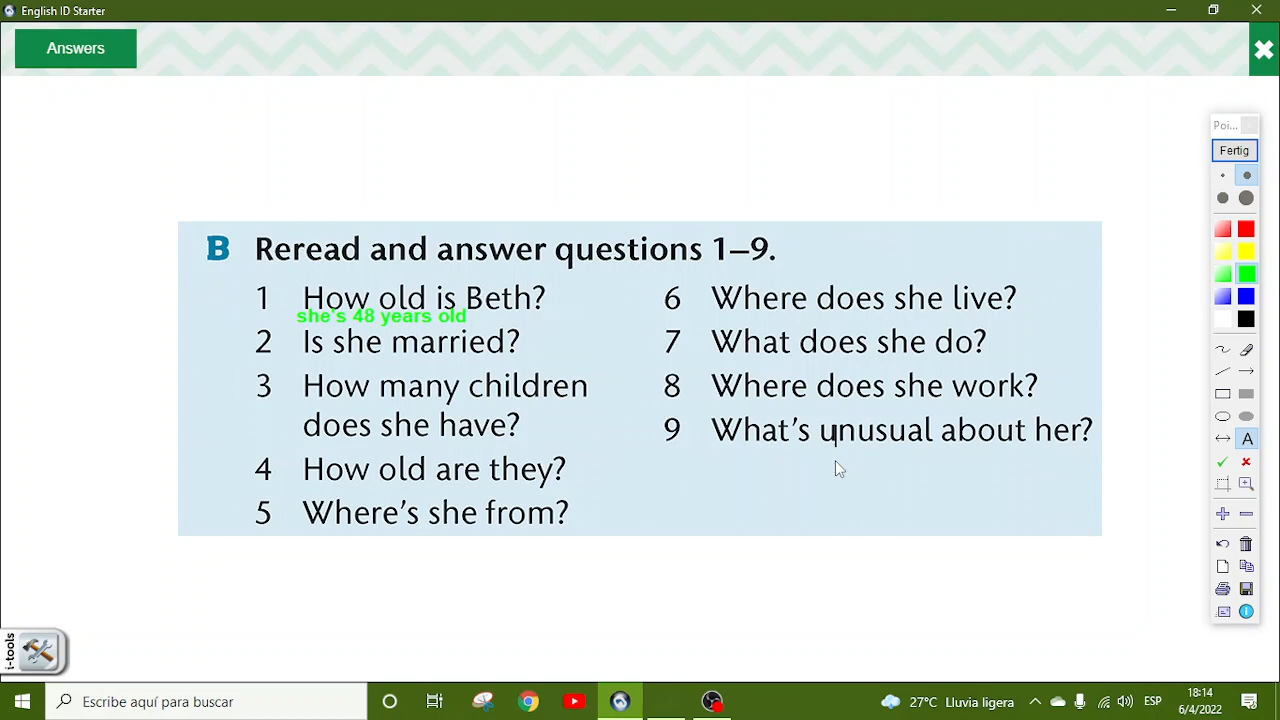 English ID Starter
Answers
B Reread and answer questions 1–9.
1 How old is Beth?
she's 48 years old
2 Is she married?
3 How many children
does she have?
4 How old are they?
5 Where's she from?
6 Where does she live?
7 What does she do?
8 Where does she work?
9 What's unusual about her?
Poi...
Fertig
A
i-tools
Escribe aquí para buscar
27°C Lluvia ligera
ESP
18:14
6/4/2022